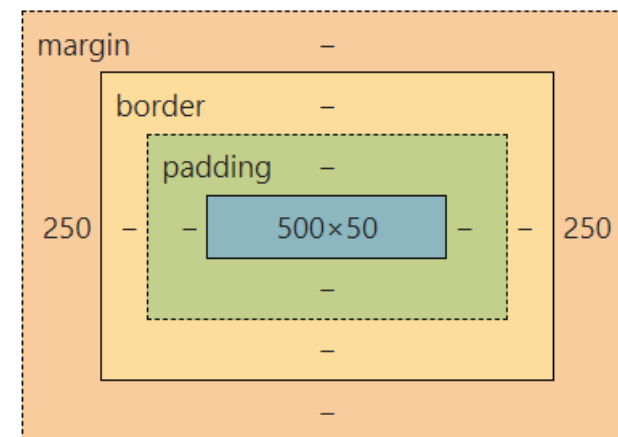 margin –
border –
padding –
250 – – 500×50 – – 250
–
–
–